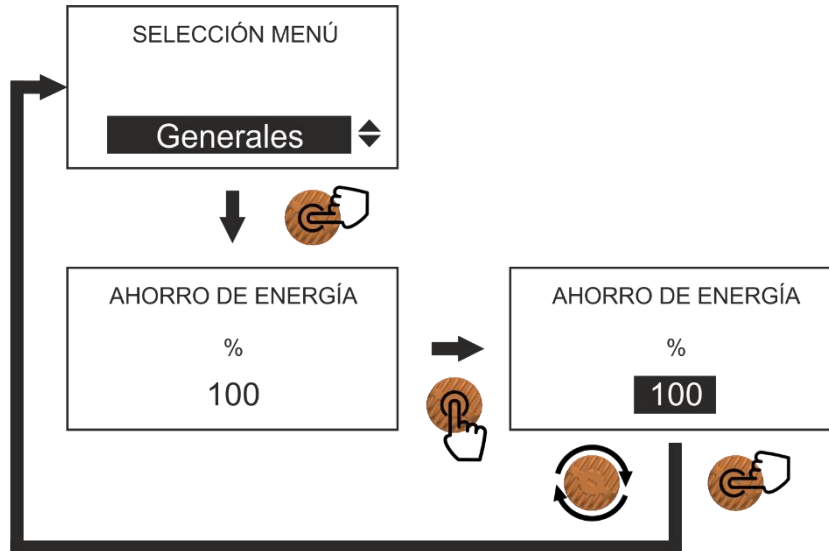 SELECCIÓN MENÚ
Generales
AHORRO DE ENERGÍA
%
100
AHORRO DE ENERGÍA
%
100